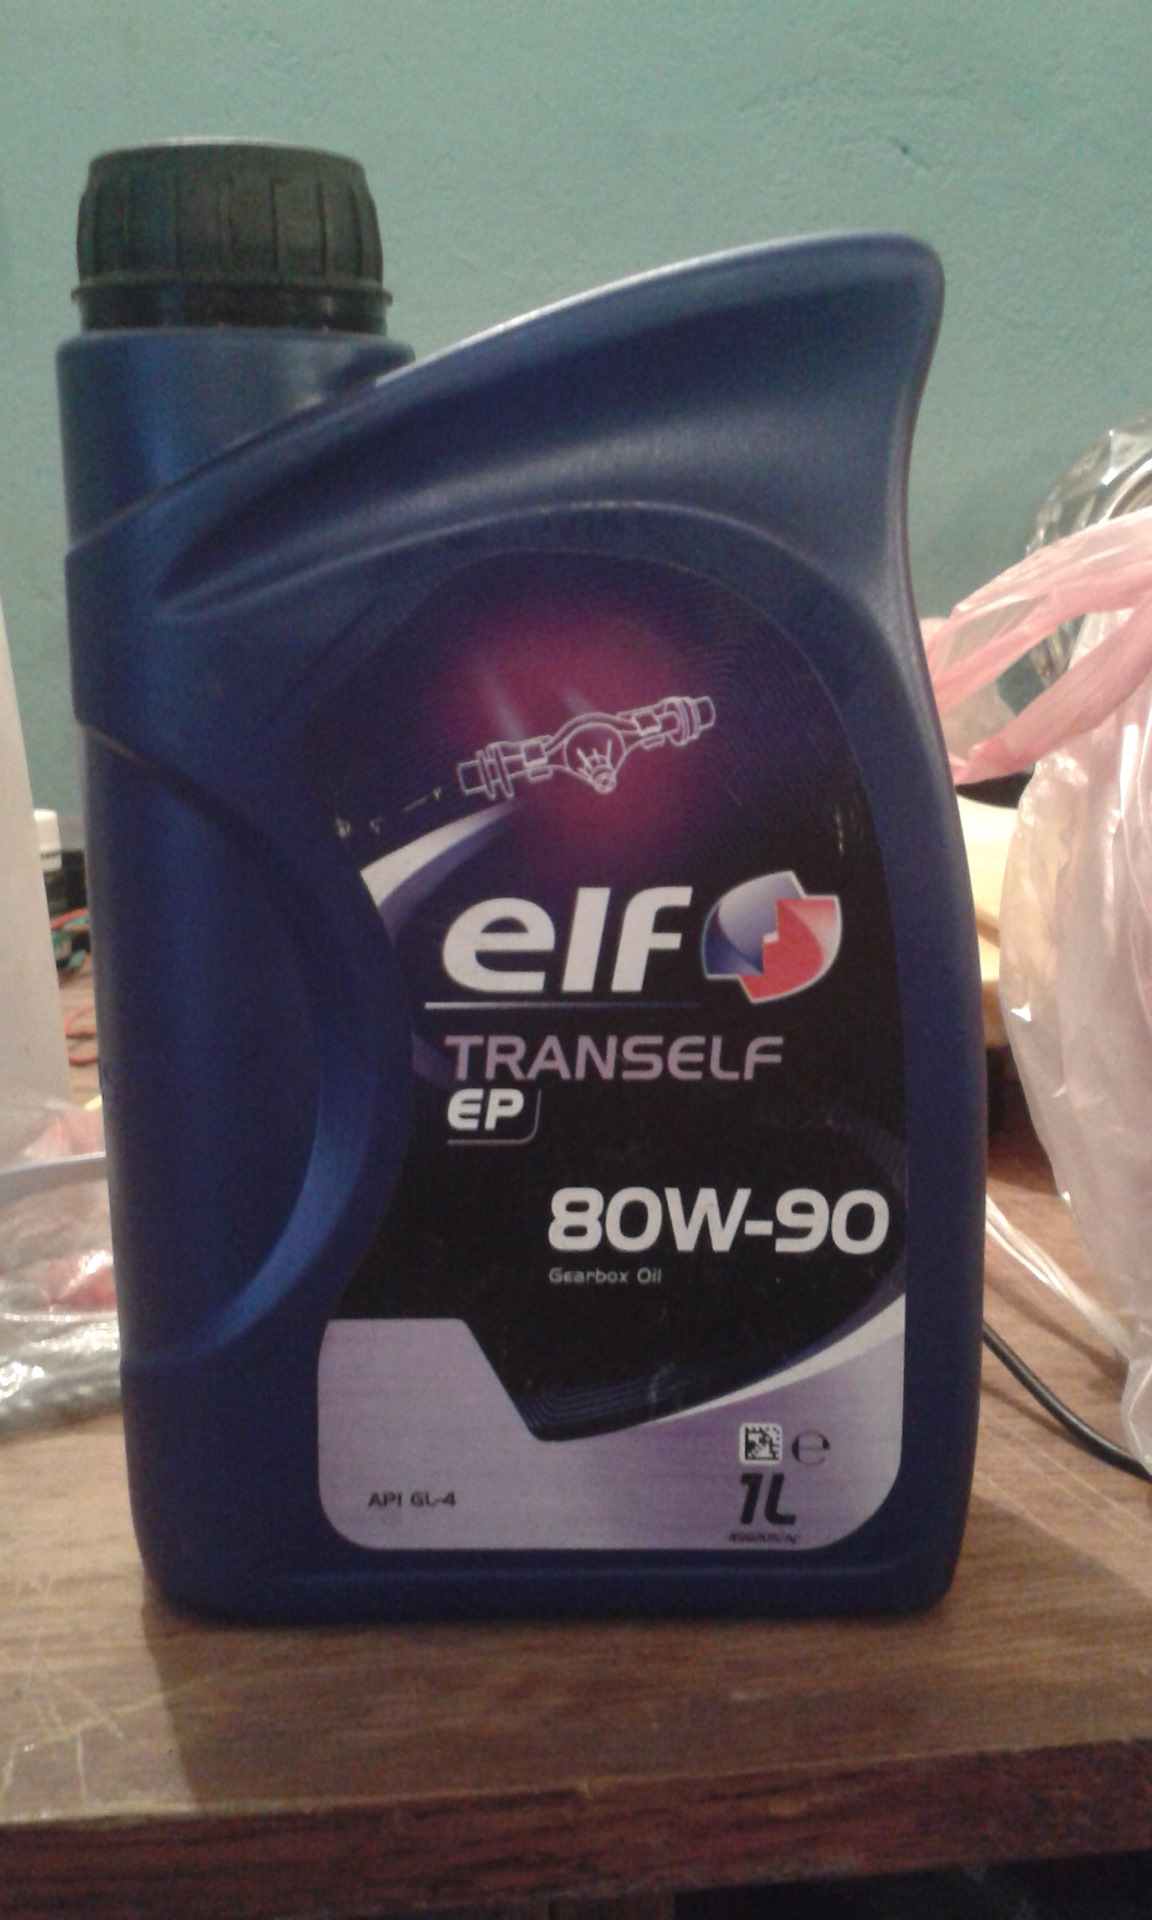 elf
TRANSELF
EP
80W-90
Gearbox Oil
API GL-4
e
1L